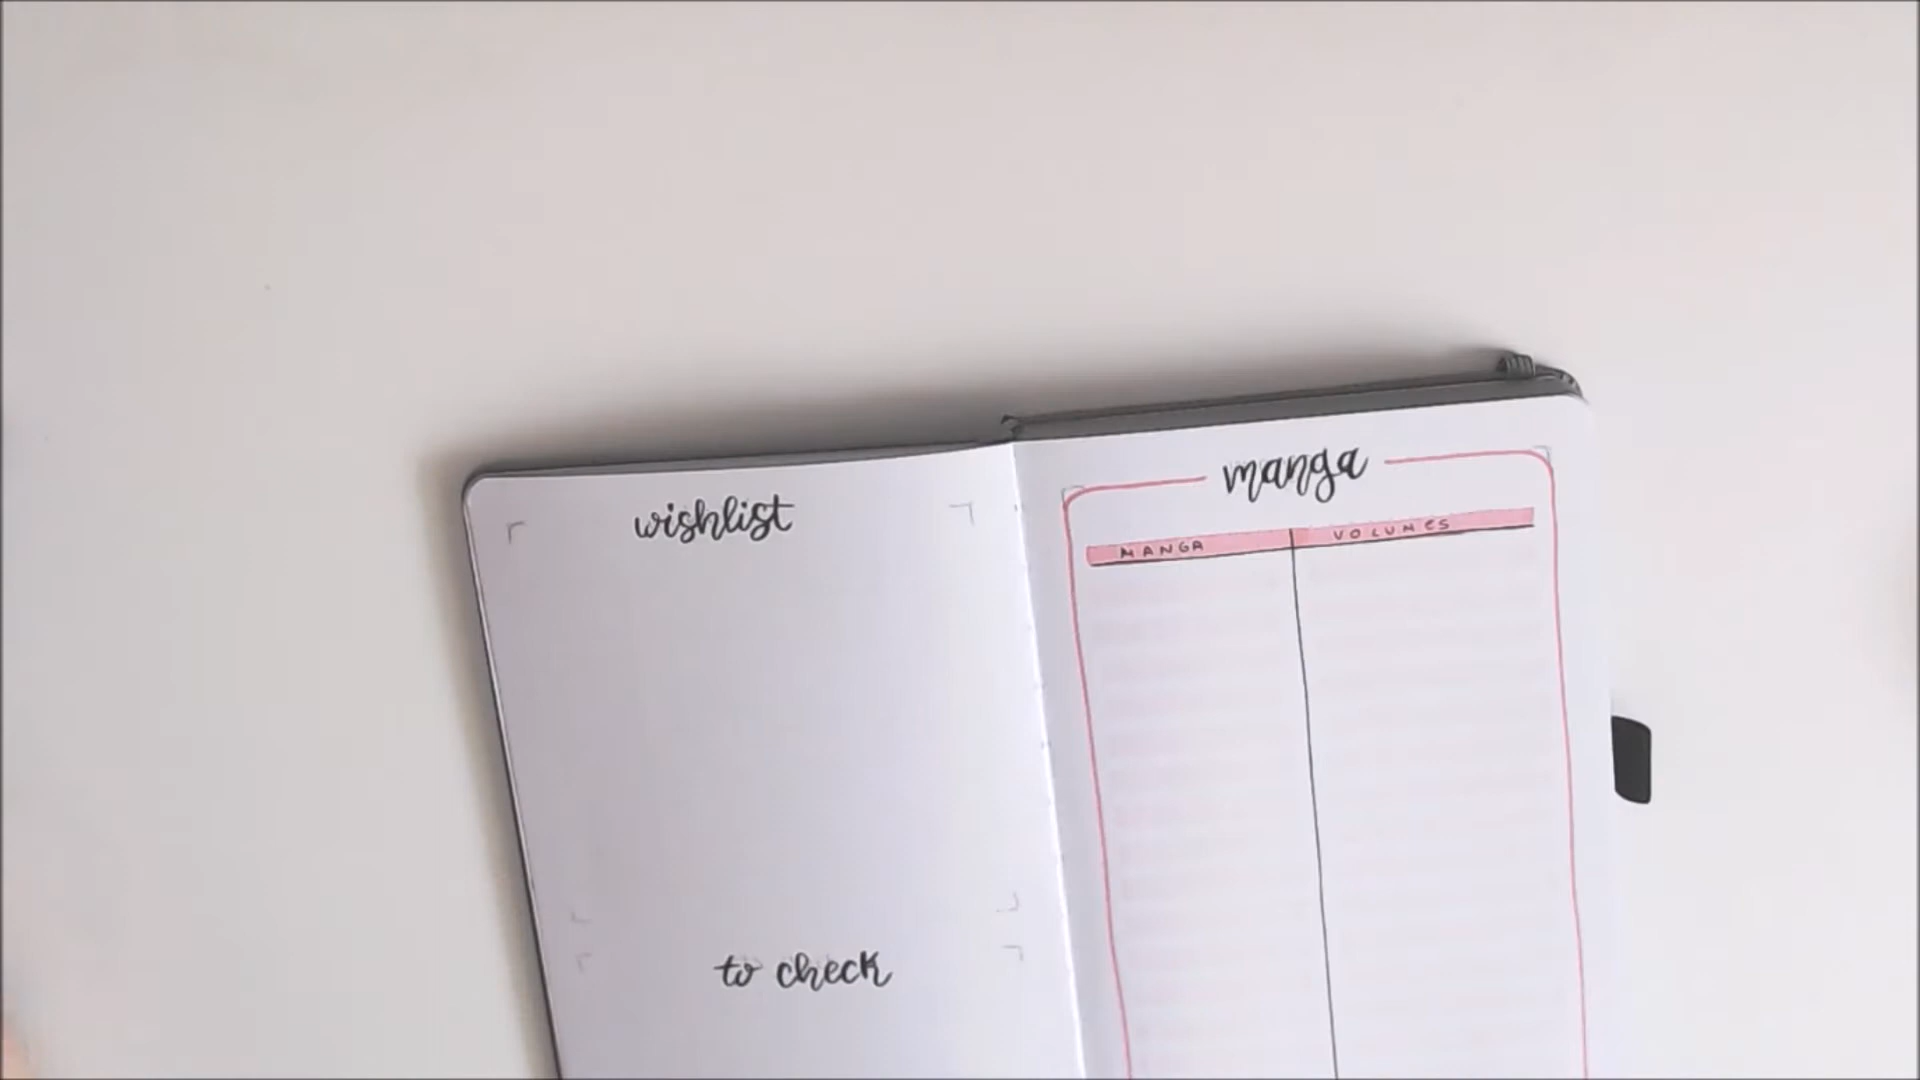 wishlist
to check
manga
MANGA
VOLUMES